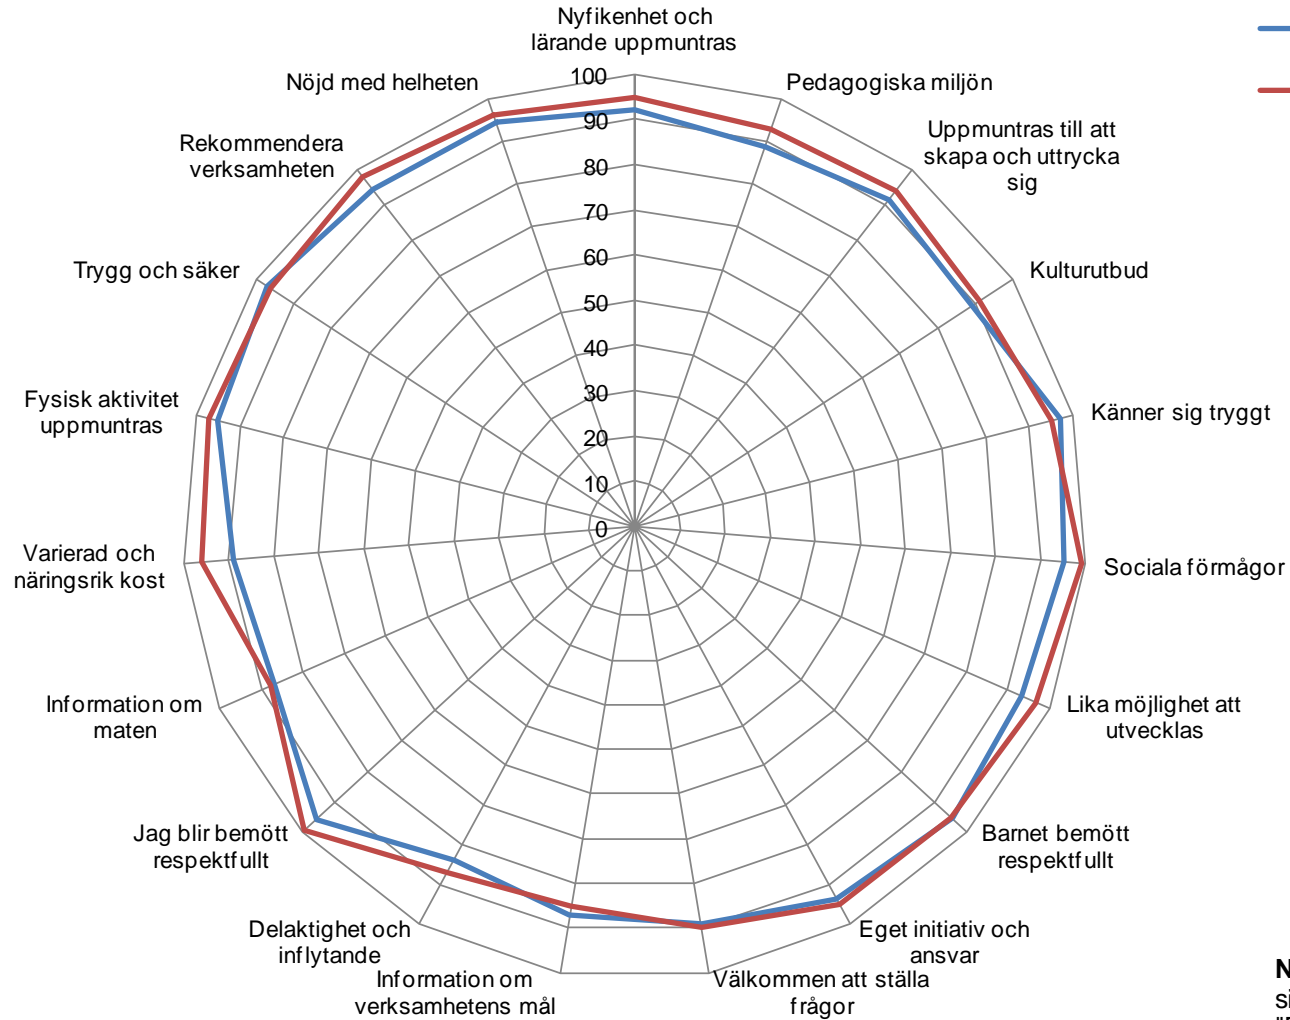 Nyfikenhet och
lärande uppmuntras
Pedagogiska miljön
Uppmuntras till att
skapa och uttrycka
sig
Kulturutbud
Känner sig tryggt
Sociala förmågor
Lika möjlighet att
utvecklas
Barnet bemött
respektfullt
Eget initiativ och
ansvar
Välkommen att ställa
frågor
Information om
verksamhetens mål
Delaktighet och
inflytande
Jag blir bemött
respektfullt
Information om
maten
Varierad och
näringsrik kost
Fysisk aktivitet
uppmuntras
Trygg och säker
Rekommendera
verksamheten
Nöjd med helheten
100
90
80
70
60
50
40
30
20
10
0
N
si